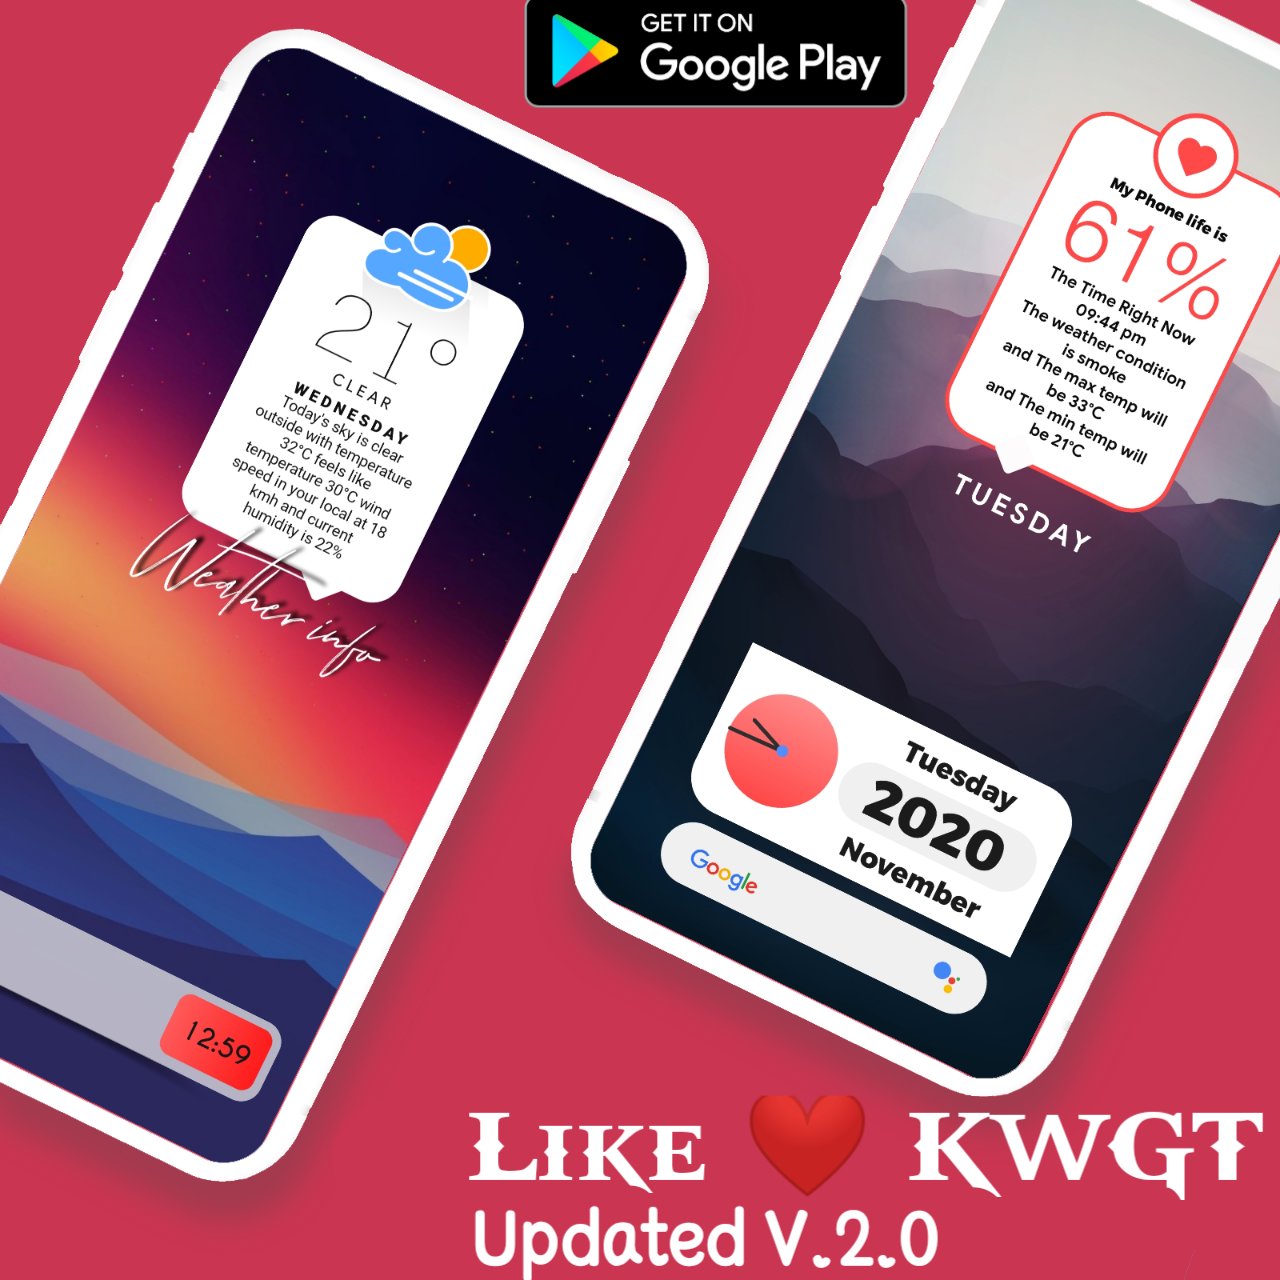 GET IT ON
Google Play
21°
CLEAR
WEDNESDAY
Today's sky is clear
outside with temperature
32°C feels like
temperature 30°C wind
speed in your local at 18
kmh and current
humidity is 22%
Weather info
12:59
My Phone life is
61%
The Time Right Now
09:44 pm
The weather condition
is smoke
and The max temp will
be 33°C
and The min temp will
be 21°C
TUESDAY
Tuesday
2020
November
Google
LIKE ❤️ KWGT
Updated V.2.0